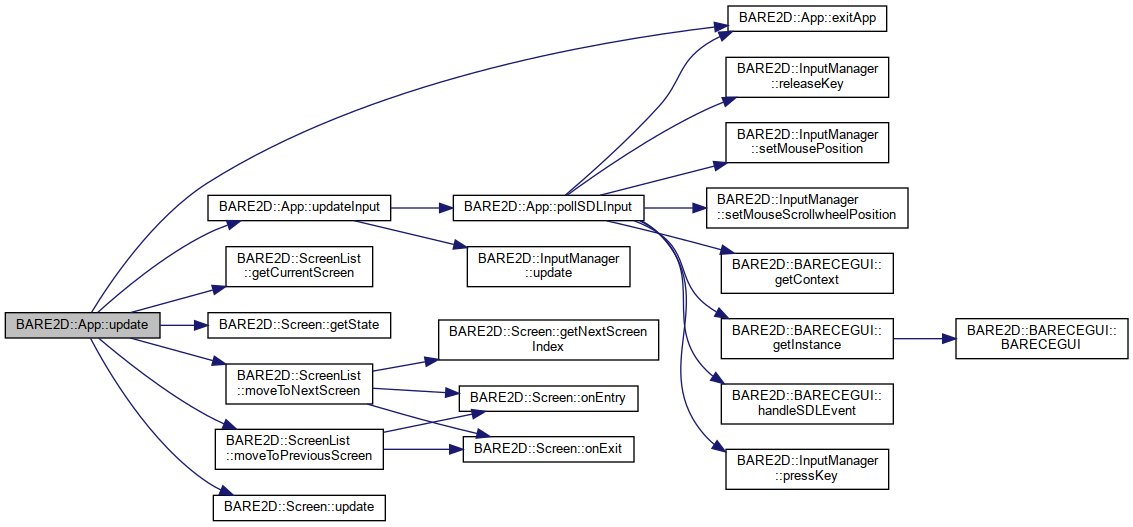 BARE2D::App::update
BARE2D::App::exitApp
BARE2D::App::updateInput
BARE2D::App::pollSDLInput
BARE2D::InputManager
::releaseKey
BARE2D::InputManager
::setMousePosition
BARE2D::InputManager
::setMouseScrollwheelPosition
BARE2D::BARECEGUI::
getContext
BARE2D::BARECEGUI::
getInstance
BARE2D::BARECEGUI::
BARECEGUI
BARE2D::BARECEGUI::
handleSDLEvent
BARE2D::InputManager
::pressKey
BARE2D::InputManager
::update
BARE2D::ScreenList
::getCurrentScreen
BARE2D::Screen::getState
BARE2D::ScreenList
::moveToNextScreen
BARE2D::Screen::getNextScreen
Index
BARE2D::Screen::onEntry
BARE2D::Screen::onExit
BARE2D::ScreenList
::moveToPreviousScreen
BARE2D::Screen::update